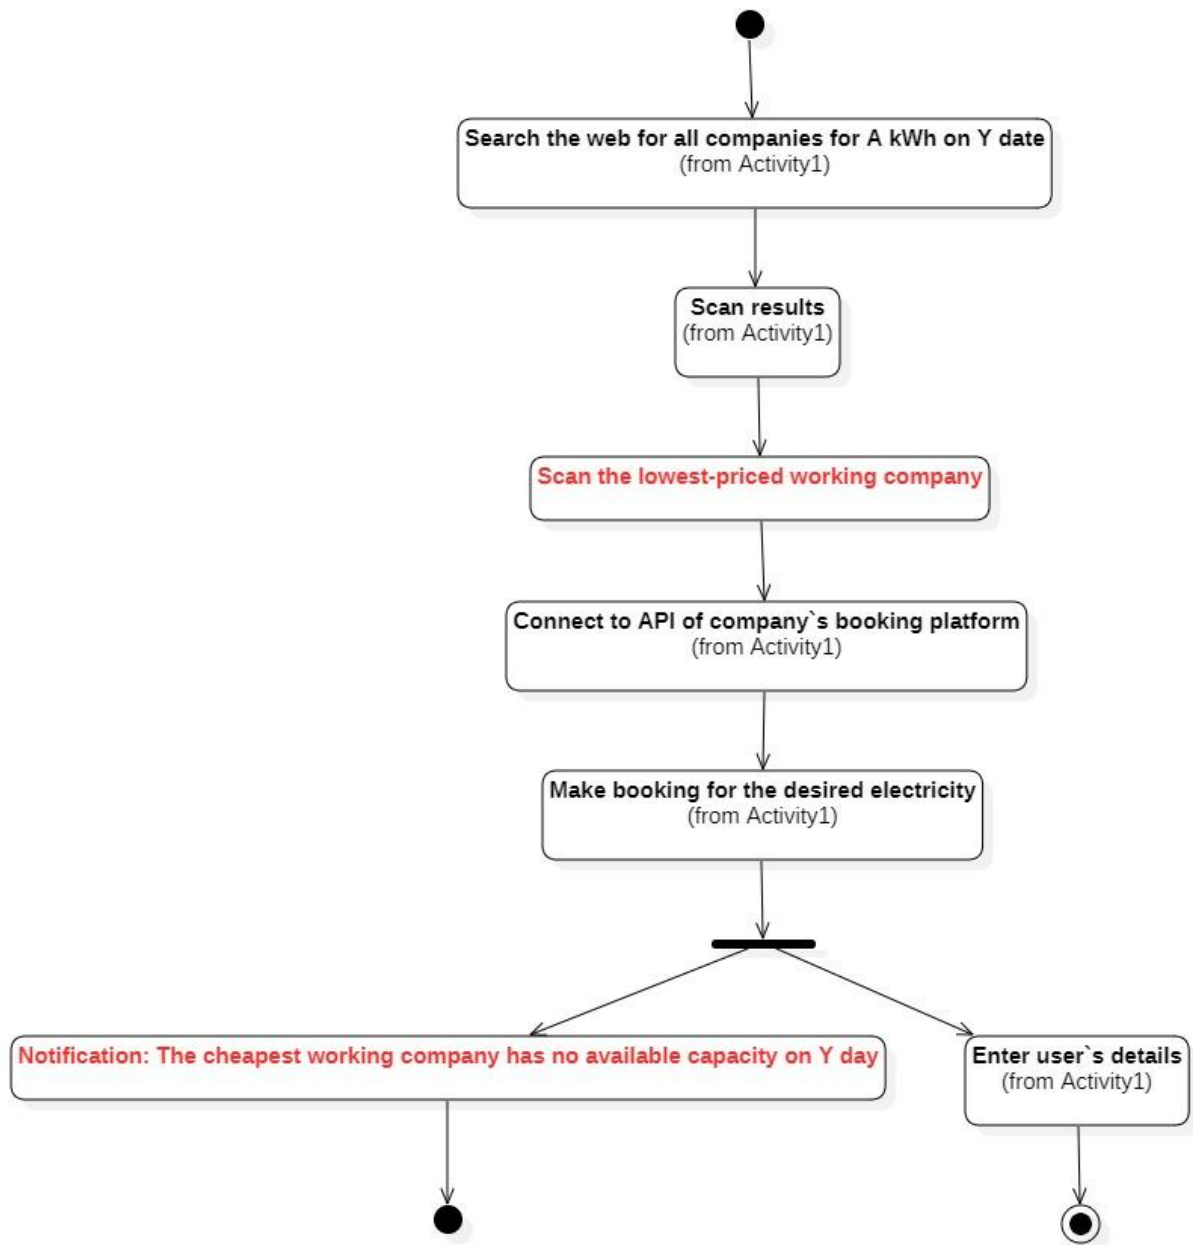 Search the web for all companies for A kWh on Y date
(from Activity1)
Scan results
(from Activity1)
Scan the lowest-priced working company
Connect to API of company`s booking platform
(from Activity1)
Make booking for the desired electricity
(from Activity1)
Notification: The cheapest working company has no available capacity on Y day
Enter user`s details
(from Activity1)